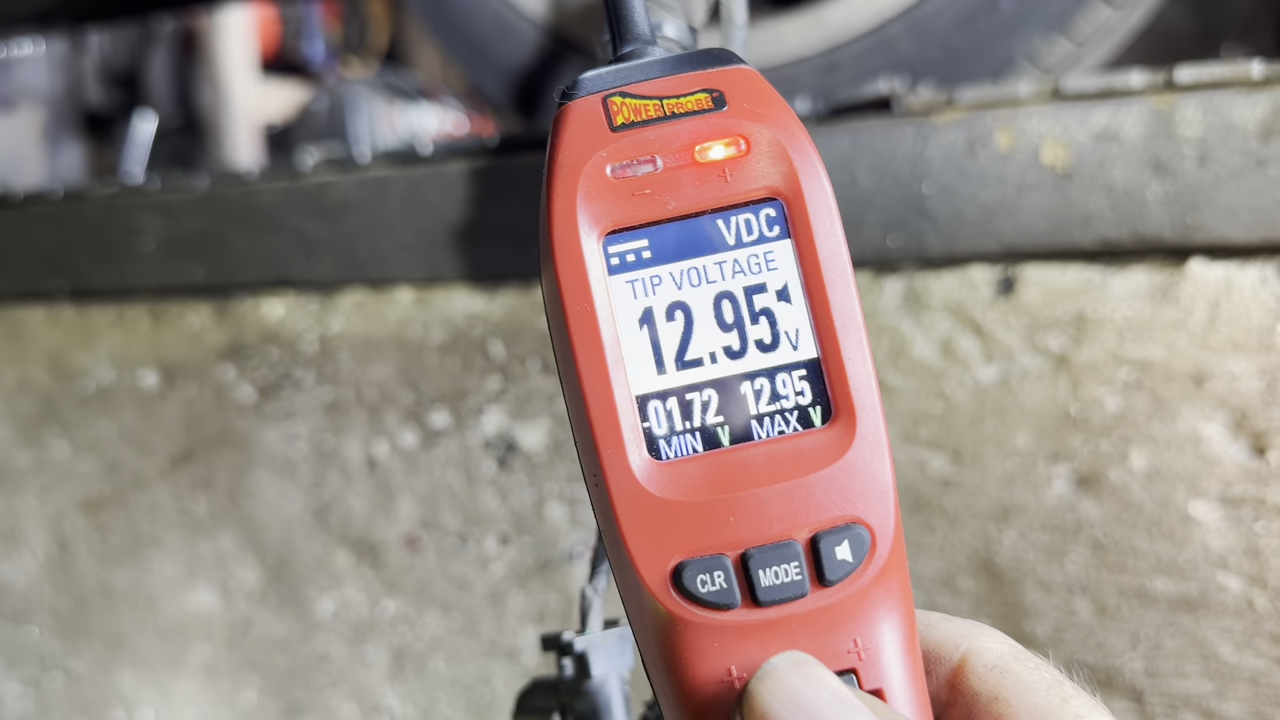 POWER PROBE
- +
VDC
TIP VOLTAGE
12.95 V
-01.72 12.95
MIN V MAX V
CLR MODE
+ +